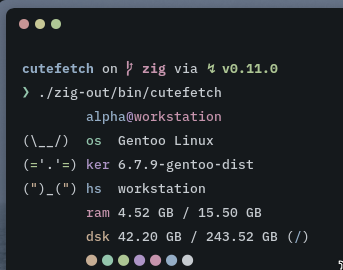 cutefetch on zig via v0.11.0
❯ ./zig-out/bin/cutefetch
alpha@workstation
(\__/) os Gentoo Linux
(='.'=) ker 6.7.9-gentoo-dist
(")_(") hs workstation
ram 4.52 GB / 15.50 GB
dsk 42.20 GB / 243.52 GB (/)